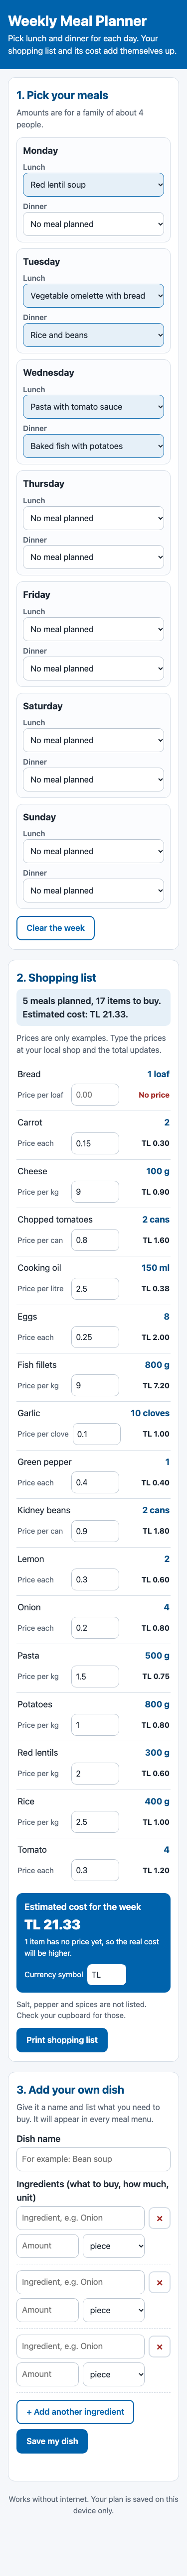 Weekly Meal Planner
Pick lunch and dinner for each day. Your
shopping list and its cost add themselves up.
1. Pick your meals
Amounts are for a family of about 4
people.
Monday
Lunch
Red lentil soup
Dinner
No meal planned
Tuesday
Lunch
Vegetable omelette with bread
Dinner
Rice and beans
Wednesday
Lunch
Pasta with tomato sauce
Dinner
Baked fish with potatoes
Thursday
Lunch
No meal planned
Dinner
No meal planned
Friday
Lunch
No meal planned
Dinner
No meal planned
Saturday
Lunch
No meal planned
Dinner
No meal planned
Sunday
Lunch
No meal planned
Dinner
No meal planned
Clear the week
2. Shopping list
5 meals planned, 17 items to buy.
Estimated cost: TL 21.33.
Prices are only examples. Type the prices
at your local shop and the total updates.
Bread 1 loaf
Price per loaf 0.00 No price
Carrot 2
Price each 0.15 TL 0.30
Cheese 100 g
Price per kg 9 TL 0.90
Chopped tomatoes 2 cans
Price per can 0.8 TL 1.60
Cooking oil 150 ml
Price per litre 2.5 TL 0.38
Eggs 8
Price each 0.25 TL 2.00
Fish fillets 800 g
Price per kg 9 TL 7.20
Garlic 10 cloves
Price per clove 0.1 TL 1.00
Green pepper 1
Price each 0.4 TL 0.40
Kidney beans 2 cans
Price per can 0.9 TL 1.80
Lemon 2
Price each 0.3 TL 0.60
Onion 4
Price each 0.2 TL 0.80
Pasta 500 g
Price per kg 1.5 TL 0.75
Potatoes 800 g
Price per kg 1 TL 0.80
Red lentils 300 g
Price per kg 2 TL 0.60
Rice 400 g
Price per kg 2.5 TL 1.00
Tomato 4
Price each 0.3 TL 1.20
Estimated cost for the week
TL 21.33
1 item has no price yet, so the real cost
will be higher.
Currency symbol TL
Salt, pepper and spices are not listed.
Check your cupboard for those.
Print shopping list
3. Add your own dish
Give it a name and list what you need to
buy. It will appear in every meal menu.
Dish name
For example: Bean soup
Ingredients (what to buy, how much,
unit)
Ingredient, e.g. Onion ×
Amount piece
Ingredient, e.g. Onion ×
Amount piece
Ingredient, e.g. Onion ×
Amount piece
+ Add another ingredient
Save my dish
Works without internet. Your plan is saved on this
device only.